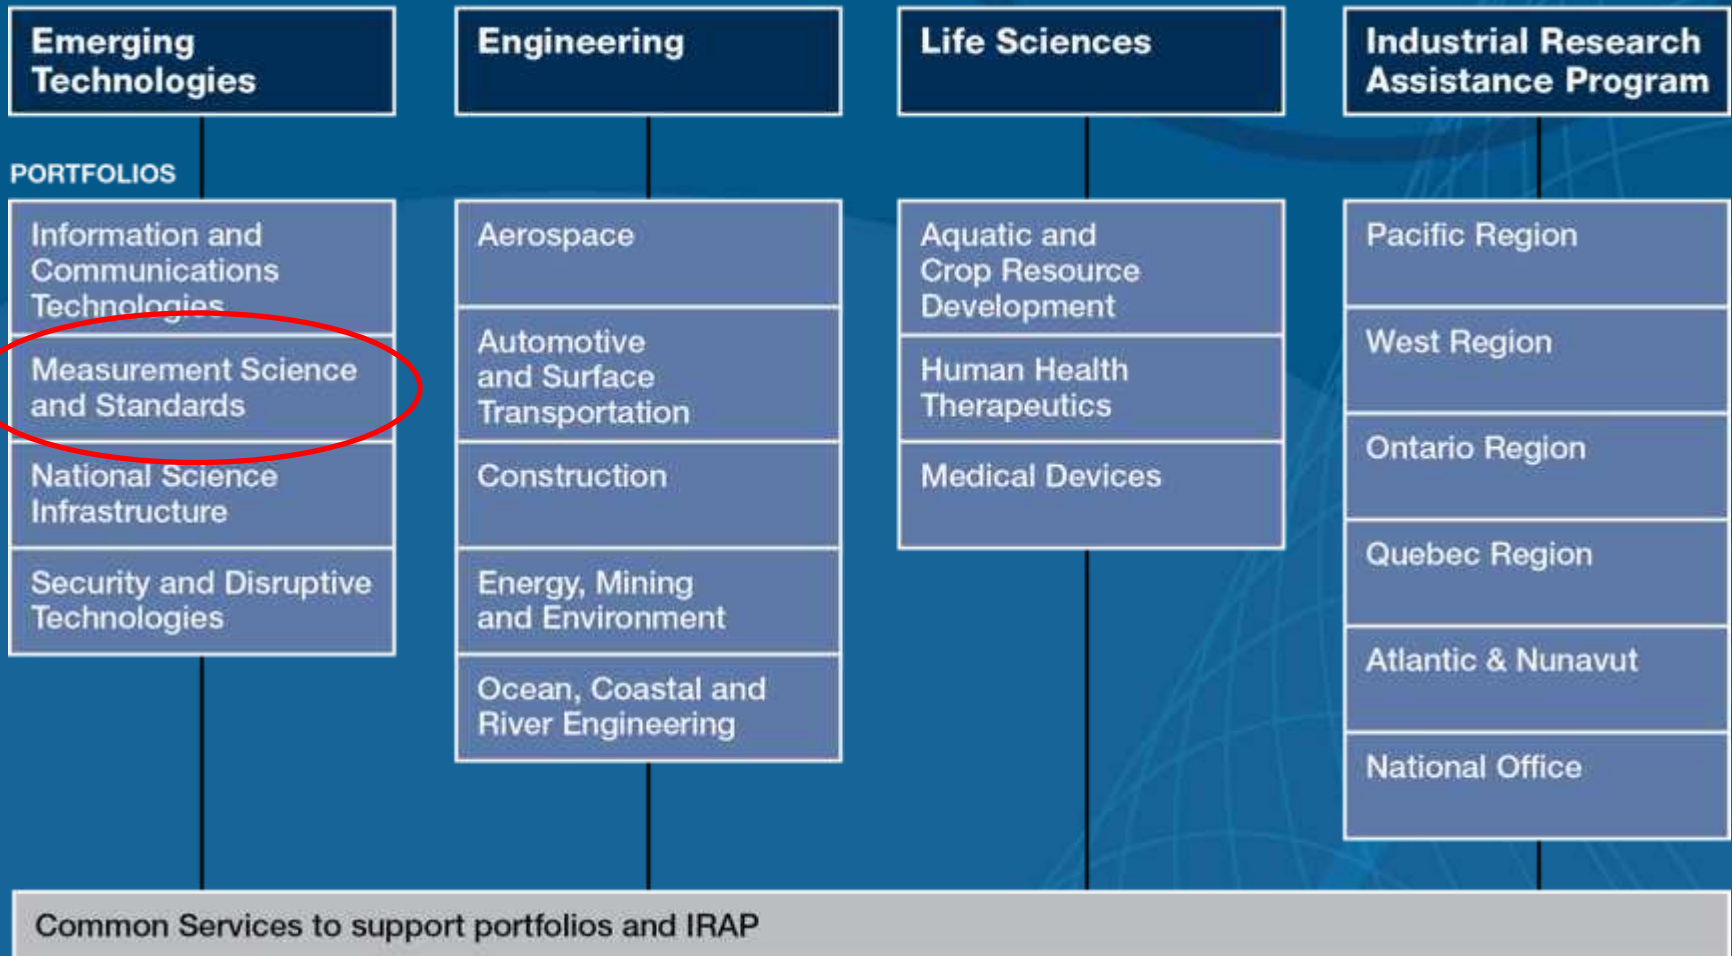 Emerging
Technologies
Engineering
Life Sciences
Industrial Research
Assistance Program
PORTFOLIOS
Information and
Communications
Technologies
Measurement Science
and Standards
National Science
Infrastructure
Security and Disruptive
Technologies
Aerospace
Automotive
and Surface
Transportation
Construction
Energy, Mining
and Environment
Ocean, Coastal and
River Engineering
Aquatic and
Crop Resource
Development
Human Health
Therapeutics
Medical Devices
Pacific Region
West Region
Ontario Region
Quebec Region
Atlantic & Nunavut
National Office
Common Services to support portfolios and IRAP